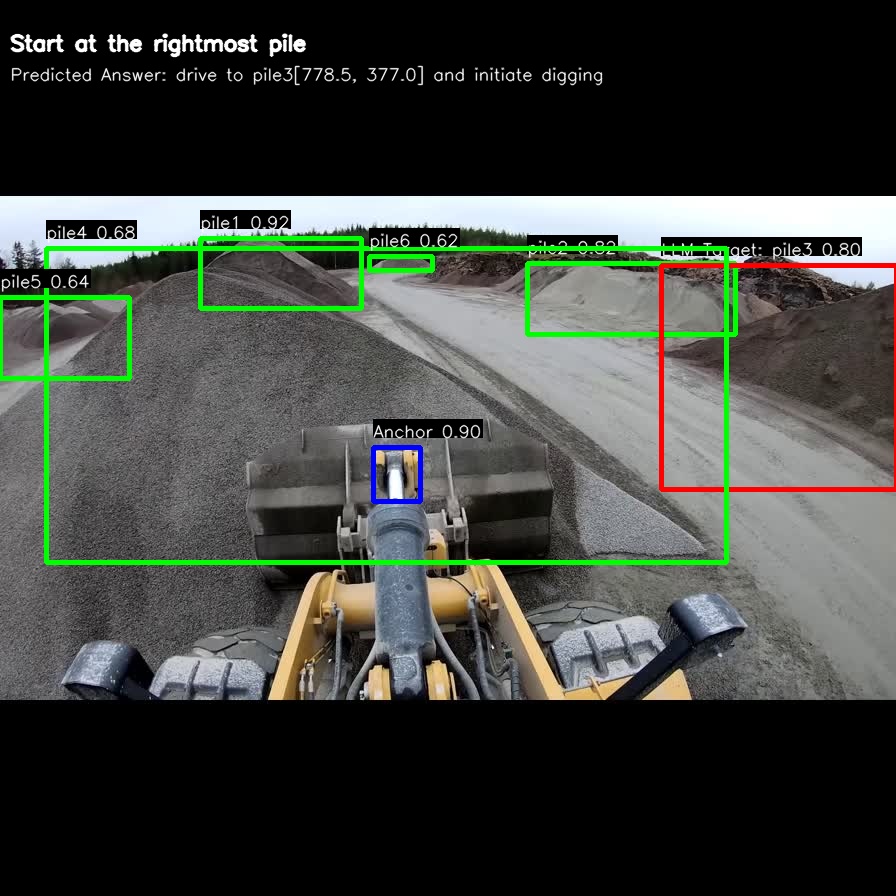 Start at the rightmost pile
Predicted Answer: drive to pile3[778.5, 377.0] and initiate digging
pile1 0.92
pile4 0.68
pile6 0.62
pile2 0.82
LLM Target: pile3 0.80
pile5 0.64
Anchor 0.90